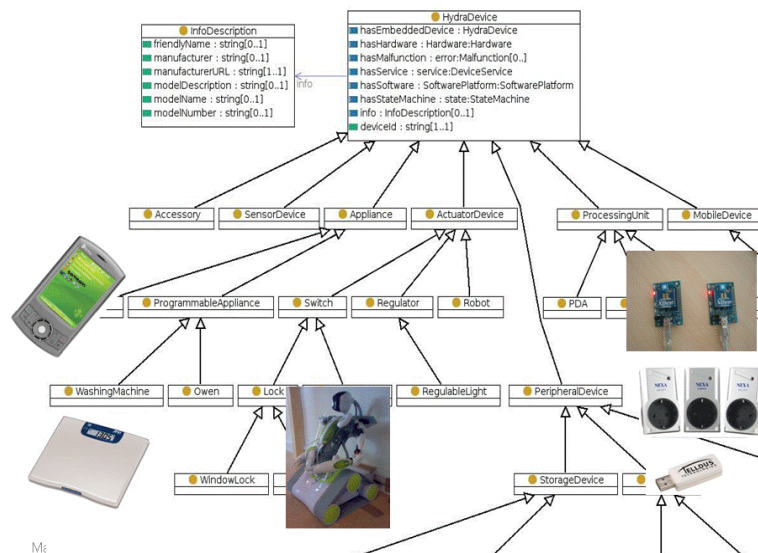 InfoDescription
friendlyName : string[0..1]
manufacturer : string[0..1]
manufacturerURL : string[1..1]
modelDescription : string[0..1]
modelName : string[0..1]
modelNumber : string[0..1]
info
HydraDevice
hasEmbeddedDevice : HydraDevice
hasHardware : Hardware:Hardware
hasMalfunction : error:Malfunction[0..]
hasService : service:DeviceService
hasSoftware : SoftwarePlatform:SoftwarePlatform
hasStateMachine : state:StateMachine
info : InfoDescription[0..1]
deviceId : string[1..1]
Accessory
SensorDevice
Appliance
ActuatorDevice
ProcessingUnit
MobileDevice
ProgrammableAppliance
Switch
Regulator
Robot
PDA
WashingMachine
Owen
Lock
RegulableLight
PeripheralDevice
NEXA
NEXA
NEXA
WindowLock
StorageDevice
TELLDUS